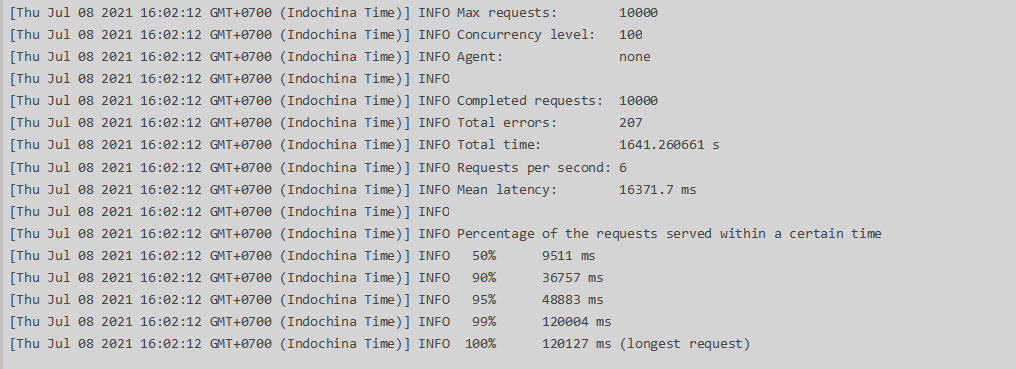 [Thu Jul 08 2021 16:02:12 GMT+0700 (Indochina Time)] INFO Max requests:        10000
[Thu Jul 08 2021 16:02:12 GMT+0700 (Indochina Time)] INFO Concurrency level:   100
[Thu Jul 08 2021 16:02:12 GMT+0700 (Indochina Time)] INFO Agent:               none
[Thu Jul 08 2021 16:02:12 GMT+0700 (Indochina Time)] INFO
[Thu Jul 08 2021 16:02:12 GMT+0700 (Indochina Time)] INFO Completed requests:  10000
[Thu Jul 08 2021 16:02:12 GMT+0700 (Indochina Time)] INFO Total errors:        207
[Thu Jul 08 2021 16:02:12 GMT+0700 (Indochina Time)] INFO Total time:          1641.260661 s
[Thu Jul 08 2021 16:02:12 GMT+0700 (Indochina Time)] INFO Requests per second: 6
[Thu Jul 08 2021 16:02:12 GMT+0700 (Indochina Time)] INFO Mean latency:        16371.7 ms
[Thu Jul 08 2021 16:02:12 GMT+0700 (Indochina Time)] INFO
[Thu Jul 08 2021 16:02:12 GMT+0700 (Indochina Time)] INFO Percentage of the requests served within a certain time
[Thu Jul 08 2021 16:02:12 GMT+0700 (Indochina Time)] INFO   50%      9511 ms
[Thu Jul 08 2021 16:02:12 GMT+0700 (Indochina Time)] INFO   90%      36757 ms
[Thu Jul 08 2021 16:02:12 GMT+0700 (Indochina Time)] INFO   95%      48883 ms
[Thu Jul 08 2021 16:02:12 GMT+0700 (Indochina Time)] INFO   99%      120004 ms
[Thu Jul 08 2021 16:02:12 GMT+0700 (Indochina Time)] INFO  100%      120127 ms (longest request)